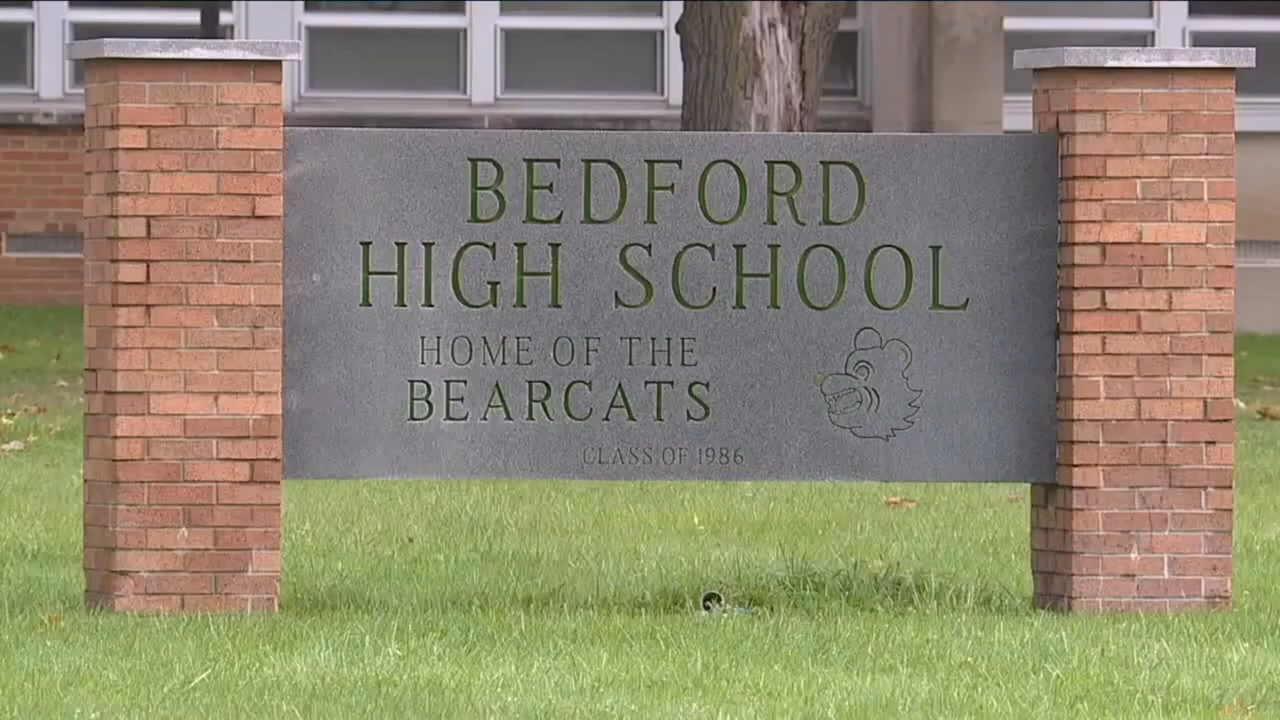 BEDFORD
HIGH SCHOOL
HOME OF THE
BEARCATS
CLASS OF 1986